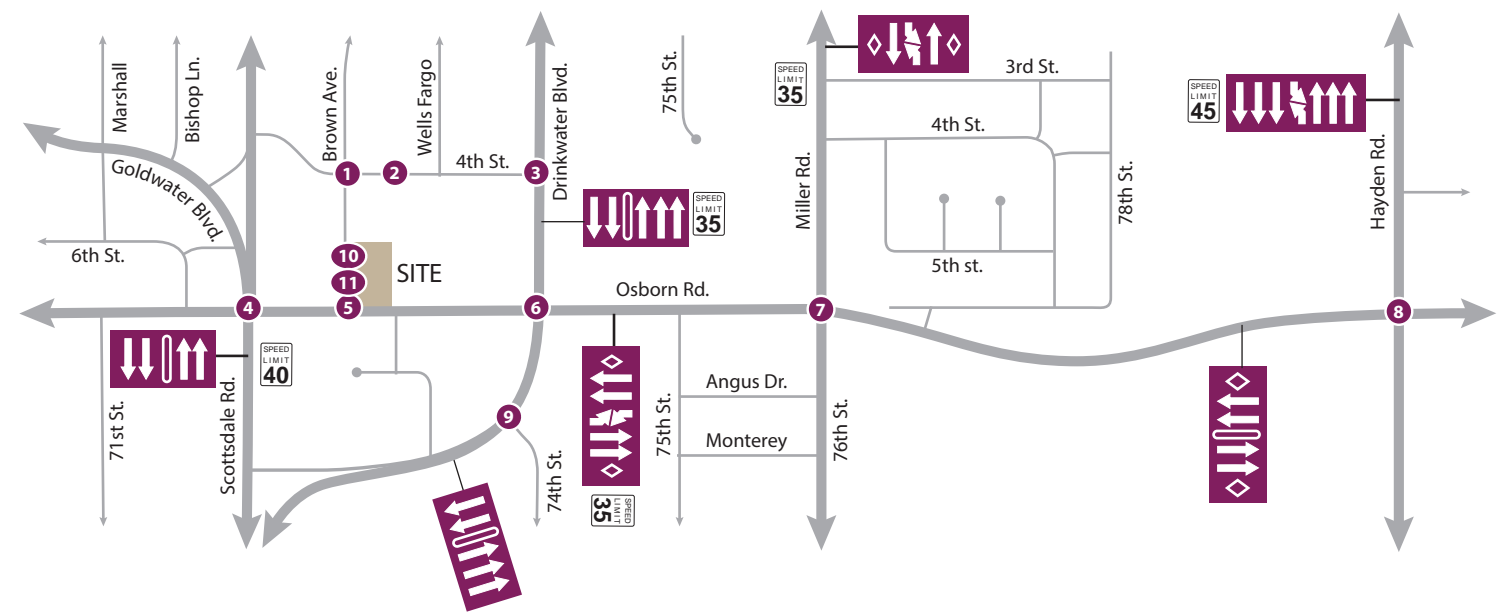 Marshall
Bishop Ln.
Brown Ave.
Wells Fargo
Drinkwater Blvd.
75th St.
SPEED
LIMIT
35
3rd St.
SPEED
LIMIT
45
4th St.
4th St.
Goldwater Blvd.
1
2
3
Miller Rd.
78th St.
Hayden Rd.
SPEED
LIMIT
35
6th St.
10
SITE
11
5th st.
Osborn Rd.
4
5
6
7
8
SPEED
LIMIT
40
71st St.
Scottsdale Rd.
9
74th St.
75th St.
Angus Dr.
Monterey
76th St.
SPEED
LIMIT
35